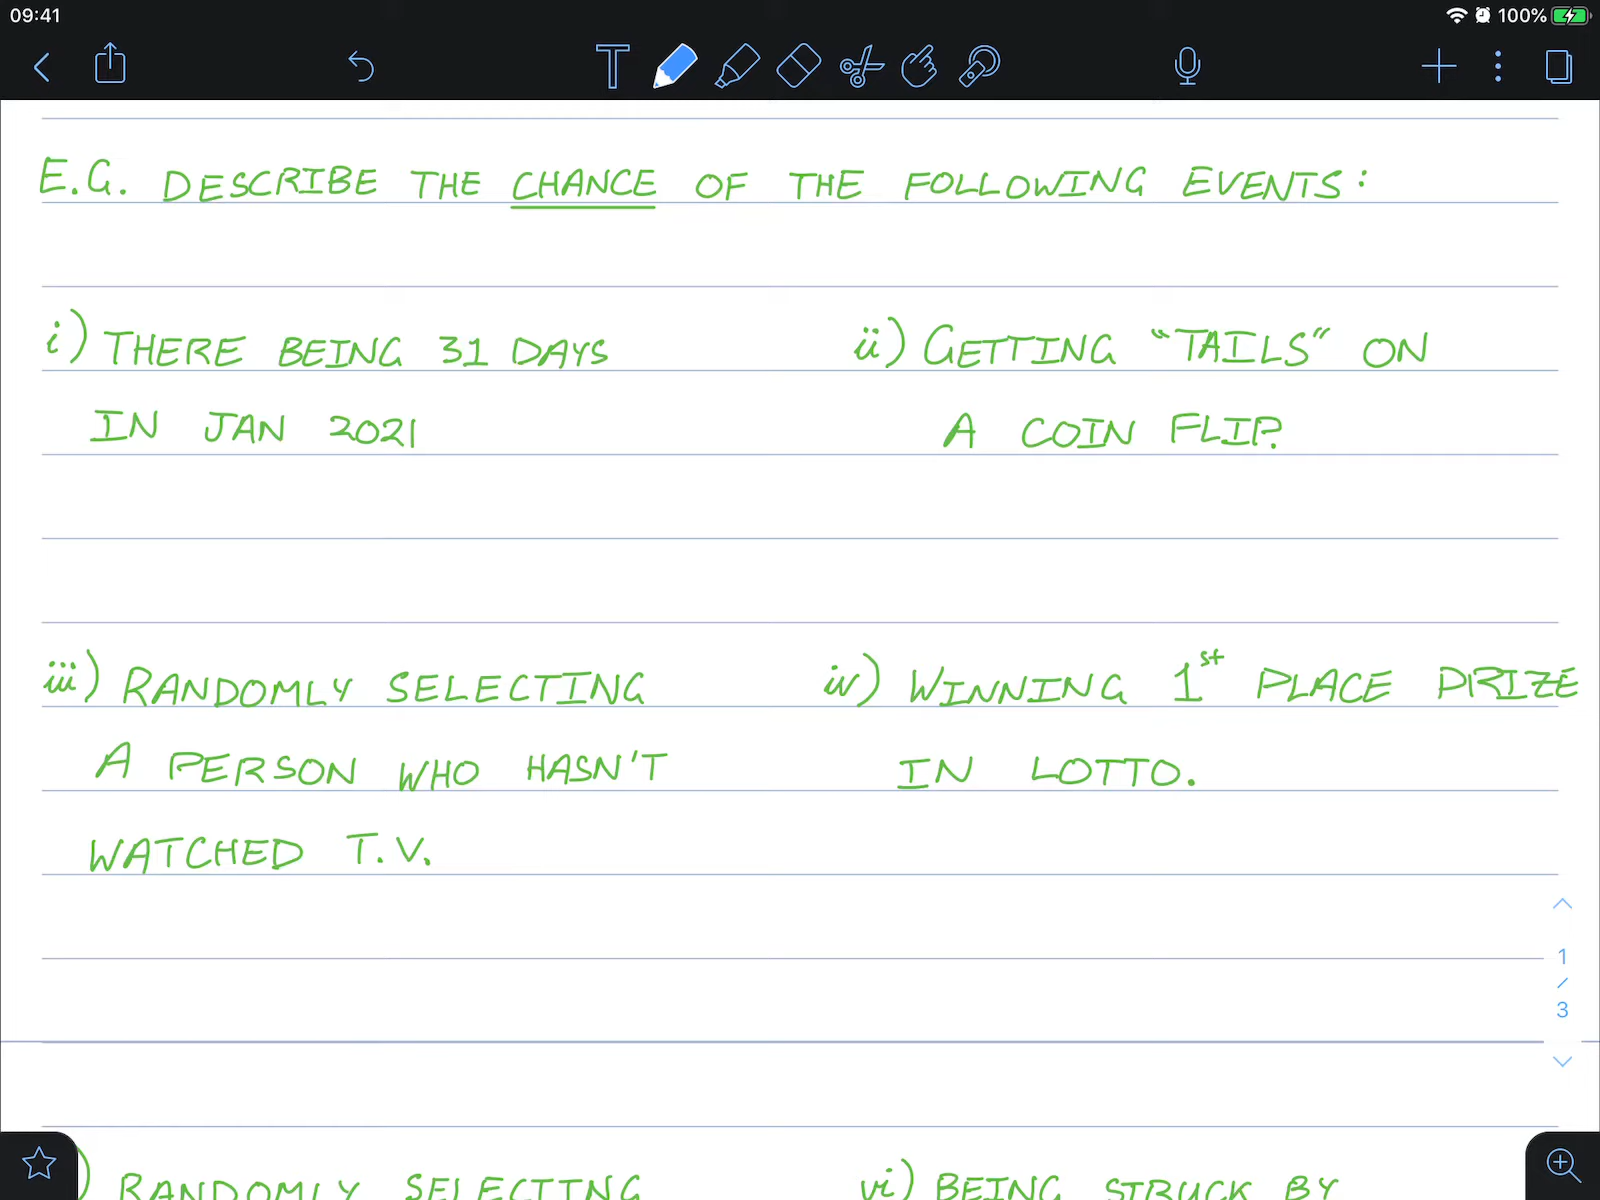 09:41
100%
E.G. DESCRIBE THE CHANCE OF THE FOLLOWING EVENTS:
i) THERE BEING 31 DAYS
IN JAN 2021
ii) GETTING "TAILS" ON
A COIN FLIP.
iii) RANDOMLY SELECTING
A PERSON WHO HASN'T
WATCHED T.V.
iv) WINNING 1st PLACE PRIZE
IN LOTTO.
1
/
3
) RANDOMLY SELECTING
vi) BEING STRUCK BY